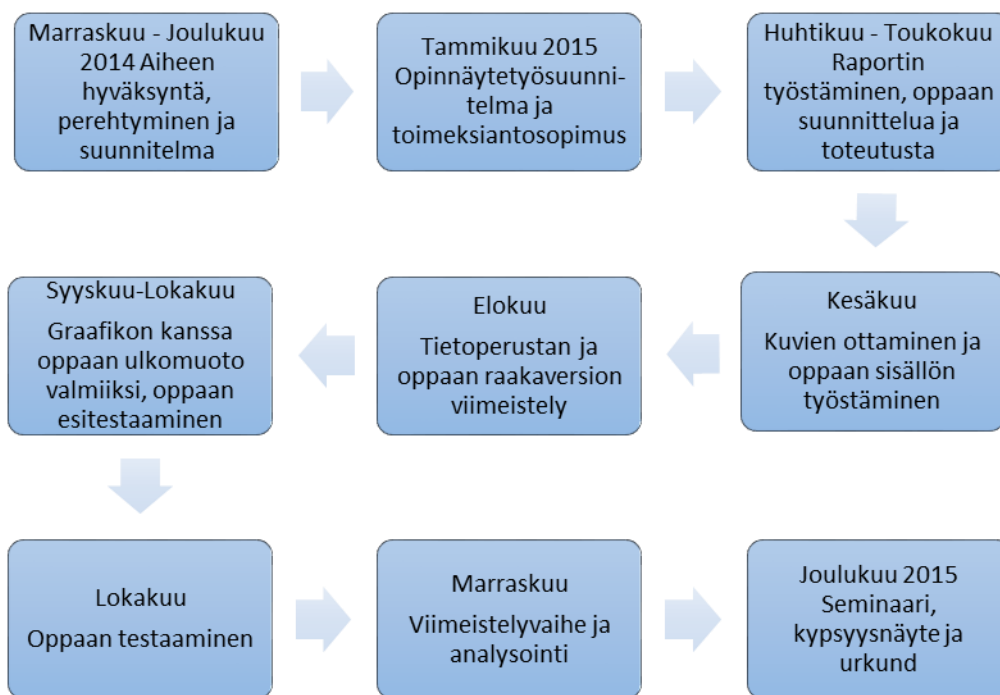 Marraskuu - Joulukuu
2014 Aiheen
hyväksyntä,
perehtyminen ja
suunnitelma
Tammikuu 2015
Opinnäytetyösuunni-
telma ja
toimeksiantosopimus
Huhtikuu - Toukokuu
Raportin
työstäminen, oppaan
suunnittelua ja
toteutusta
Kesäkuu
Kuvien ottaminen ja
oppaan sisällön
työstäminen
Elokuu
Tietoperustan ja
oppaan raakaversion
viimeistely
Syyskuu-Lokakuu
Graafikon kanssa
oppaan ulkomuoto
valmiiksi, oppaan
esitestaaminen
Lokakuu
Oppaan testaaminen
Marraskuu
Viimeistelyvaihe ja
analysointi
Joulukuu 2015
Seminaari,
kypsyysnäyte ja
urkund